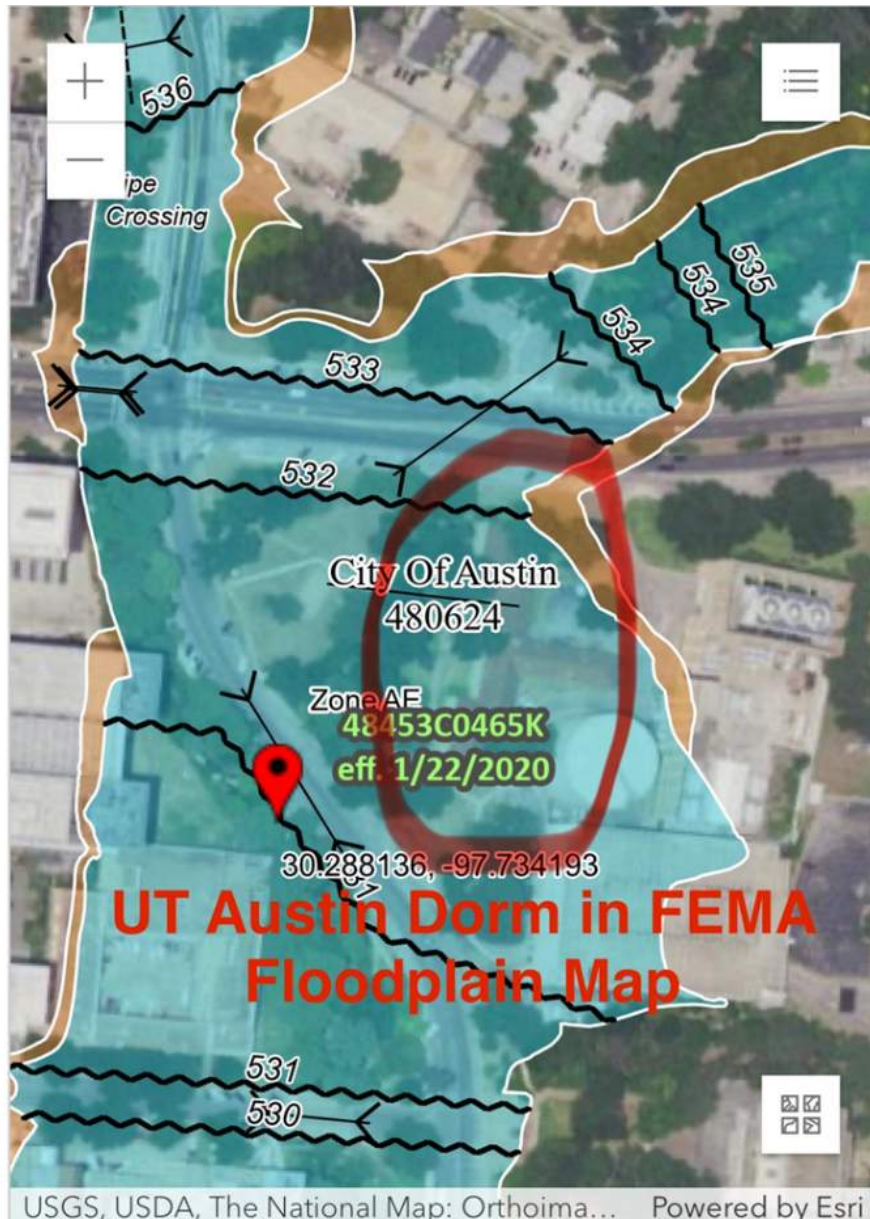 536
ipe
Crossing
535
534
534
533
532
City Of Austin
480624
Zone AE
48453C0465K
eff. 1/22/2020
30.288136, -97.734193
UT Austin Dorm in FEMA
Floodplain Map
531
530
USGS, USDA, The National Map: Orthoima...
Powered by Esri